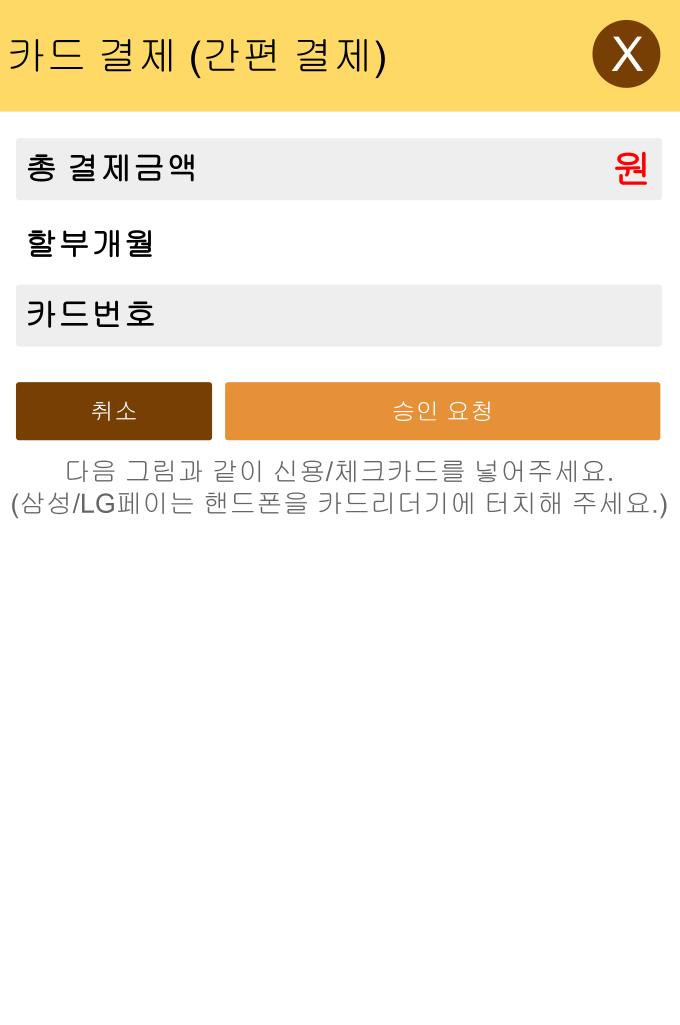 카드 결제 (간편 결제)
X
총 결제금액 원
할부개월
카드번호
취소 승인 요청
다음 그림과 같이 신용/체크카드를 넣어주세요.
(삼성/LG페이는 핸드폰을 카드리더기에 터치해 주세요.)